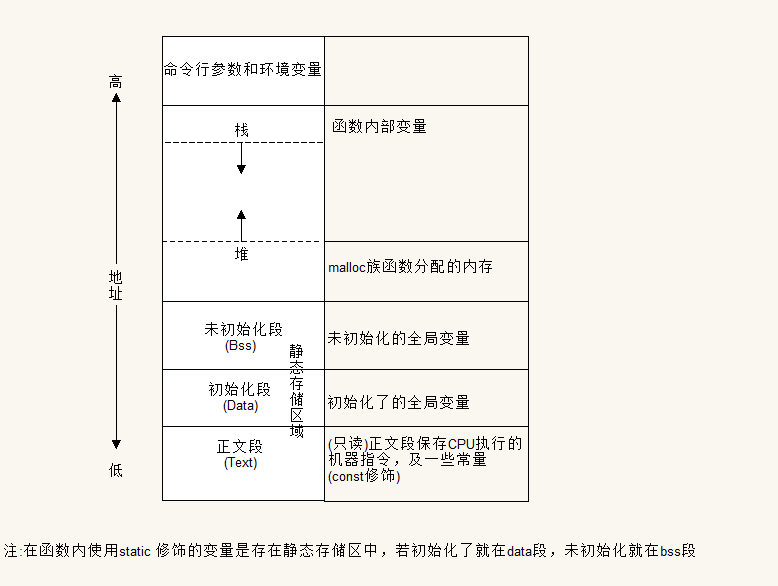 命令行参数和环境变量
高
栈
函数内部变量
堆
malloc族函数分配的内存
地
址
未初始化段
(Bss)
未初始化的全局变量
静
态
存
储
区
域
初始化段
(Data)
初始化了的全局变量
正文段
(Text)
(只读)正文段保存CPU执行的
机器指令，及一些常量
(const修饰)
低
注:在函数内使用static 修饰的变量是存在静态存储区中，若初始化了就在data段，未初始化就在bss段